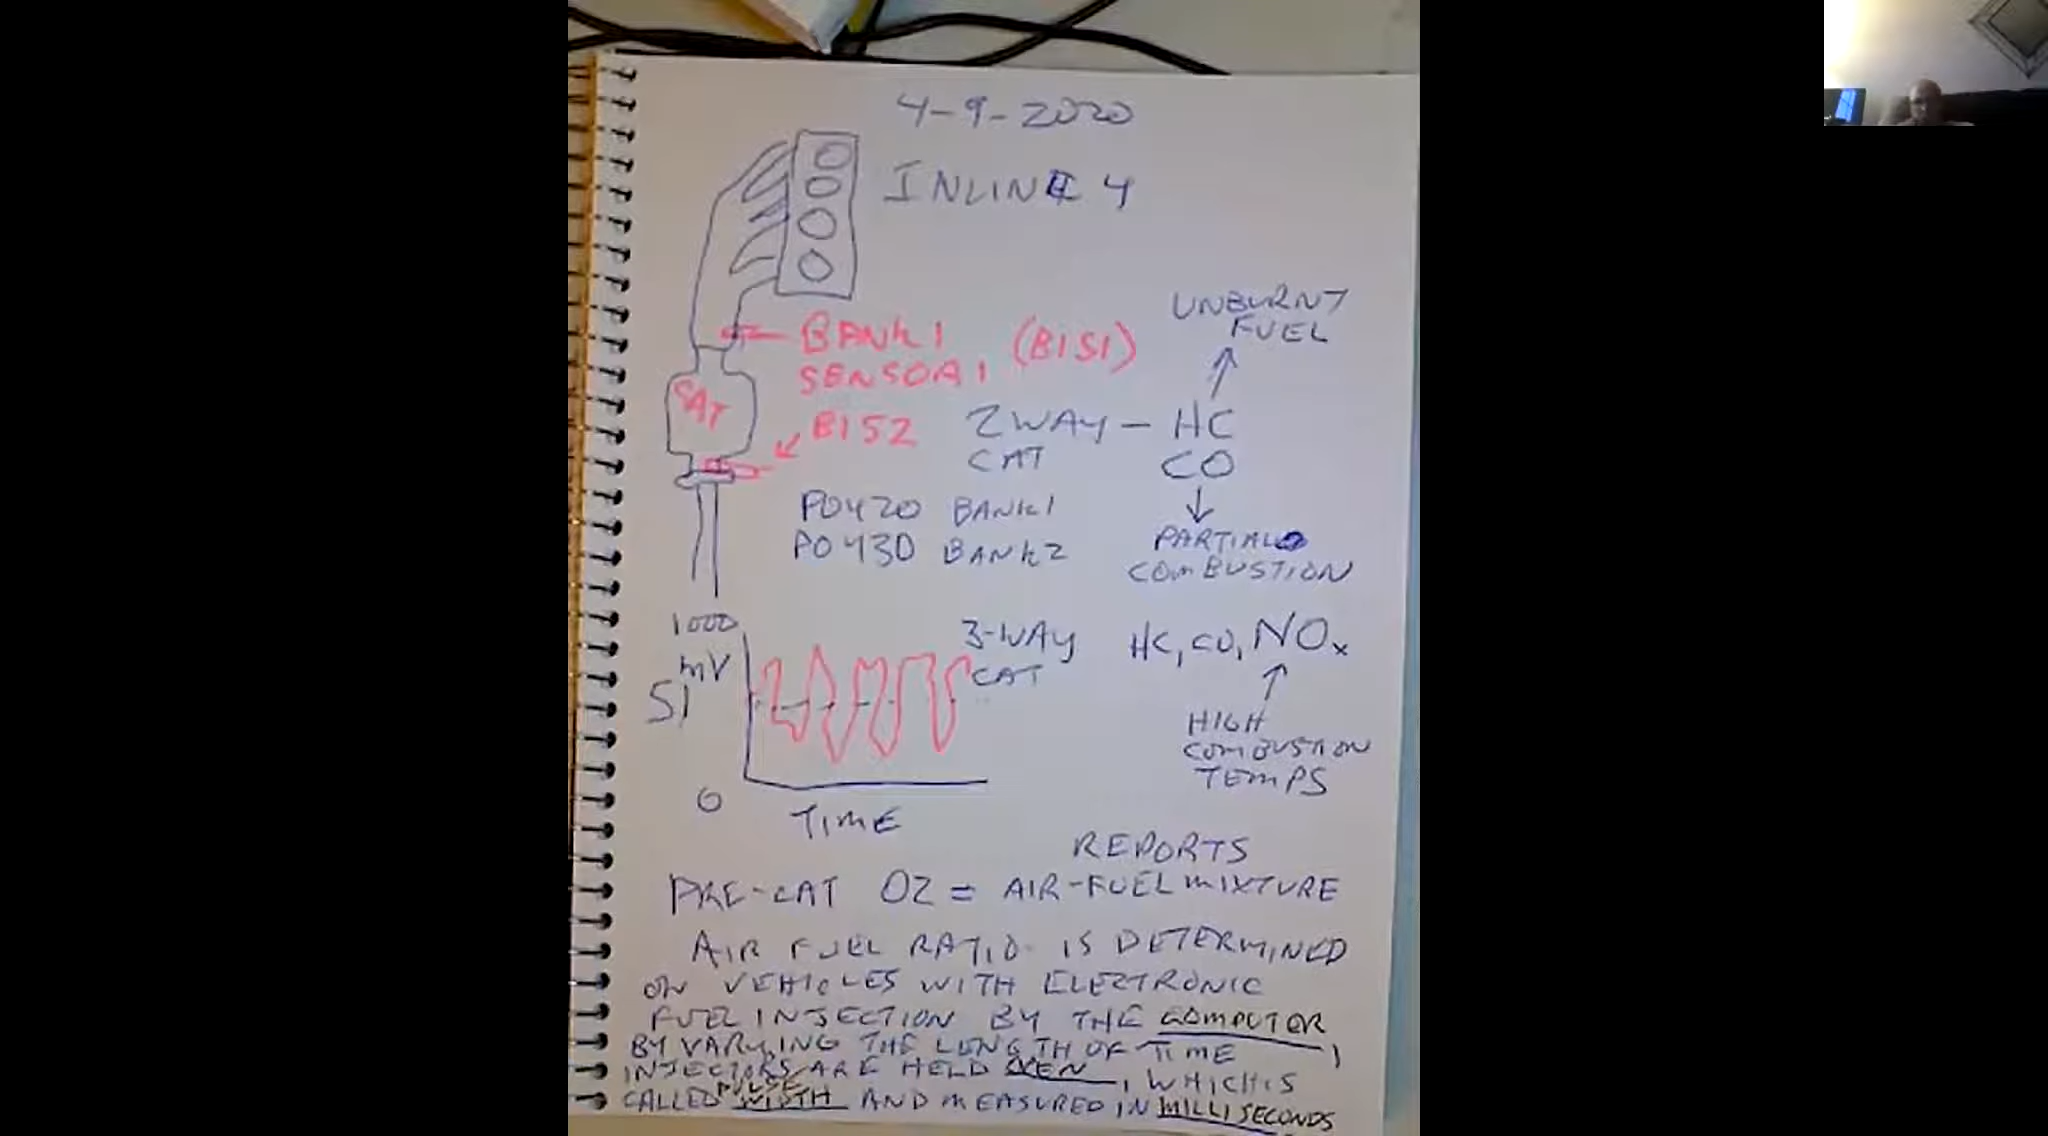 4-9-2020
INLINE 4
UNBURNT
FUEL
BANK 1
SENSOR 1
(B1S1)
CAT
B1S2
2 WAY - HC
CAT
CO
P0420 BANK 1
P0430 BANK 2
PARTIAL
COMBUSTION
1000
mV
S1
0
TIME
3-WAY
CAT
HC, CO, NOx
HIGH
COMBUSTION
TEMPS
REPORTS
PRE-CAT O2 = AIR-FUEL MIXTURE
AIR FUEL RATIO IS DETERMINED
ON VEHICLES WITH ELECTRONIC
FUEL INJECTION BY THE COMPUTER,
BY VARYING THE LENGTH OF TIME
INJECTORS ARE HELD OPEN, WHICH IS
CALLED PULSE WIDTH AND MEASURED IN MILLISECONDS